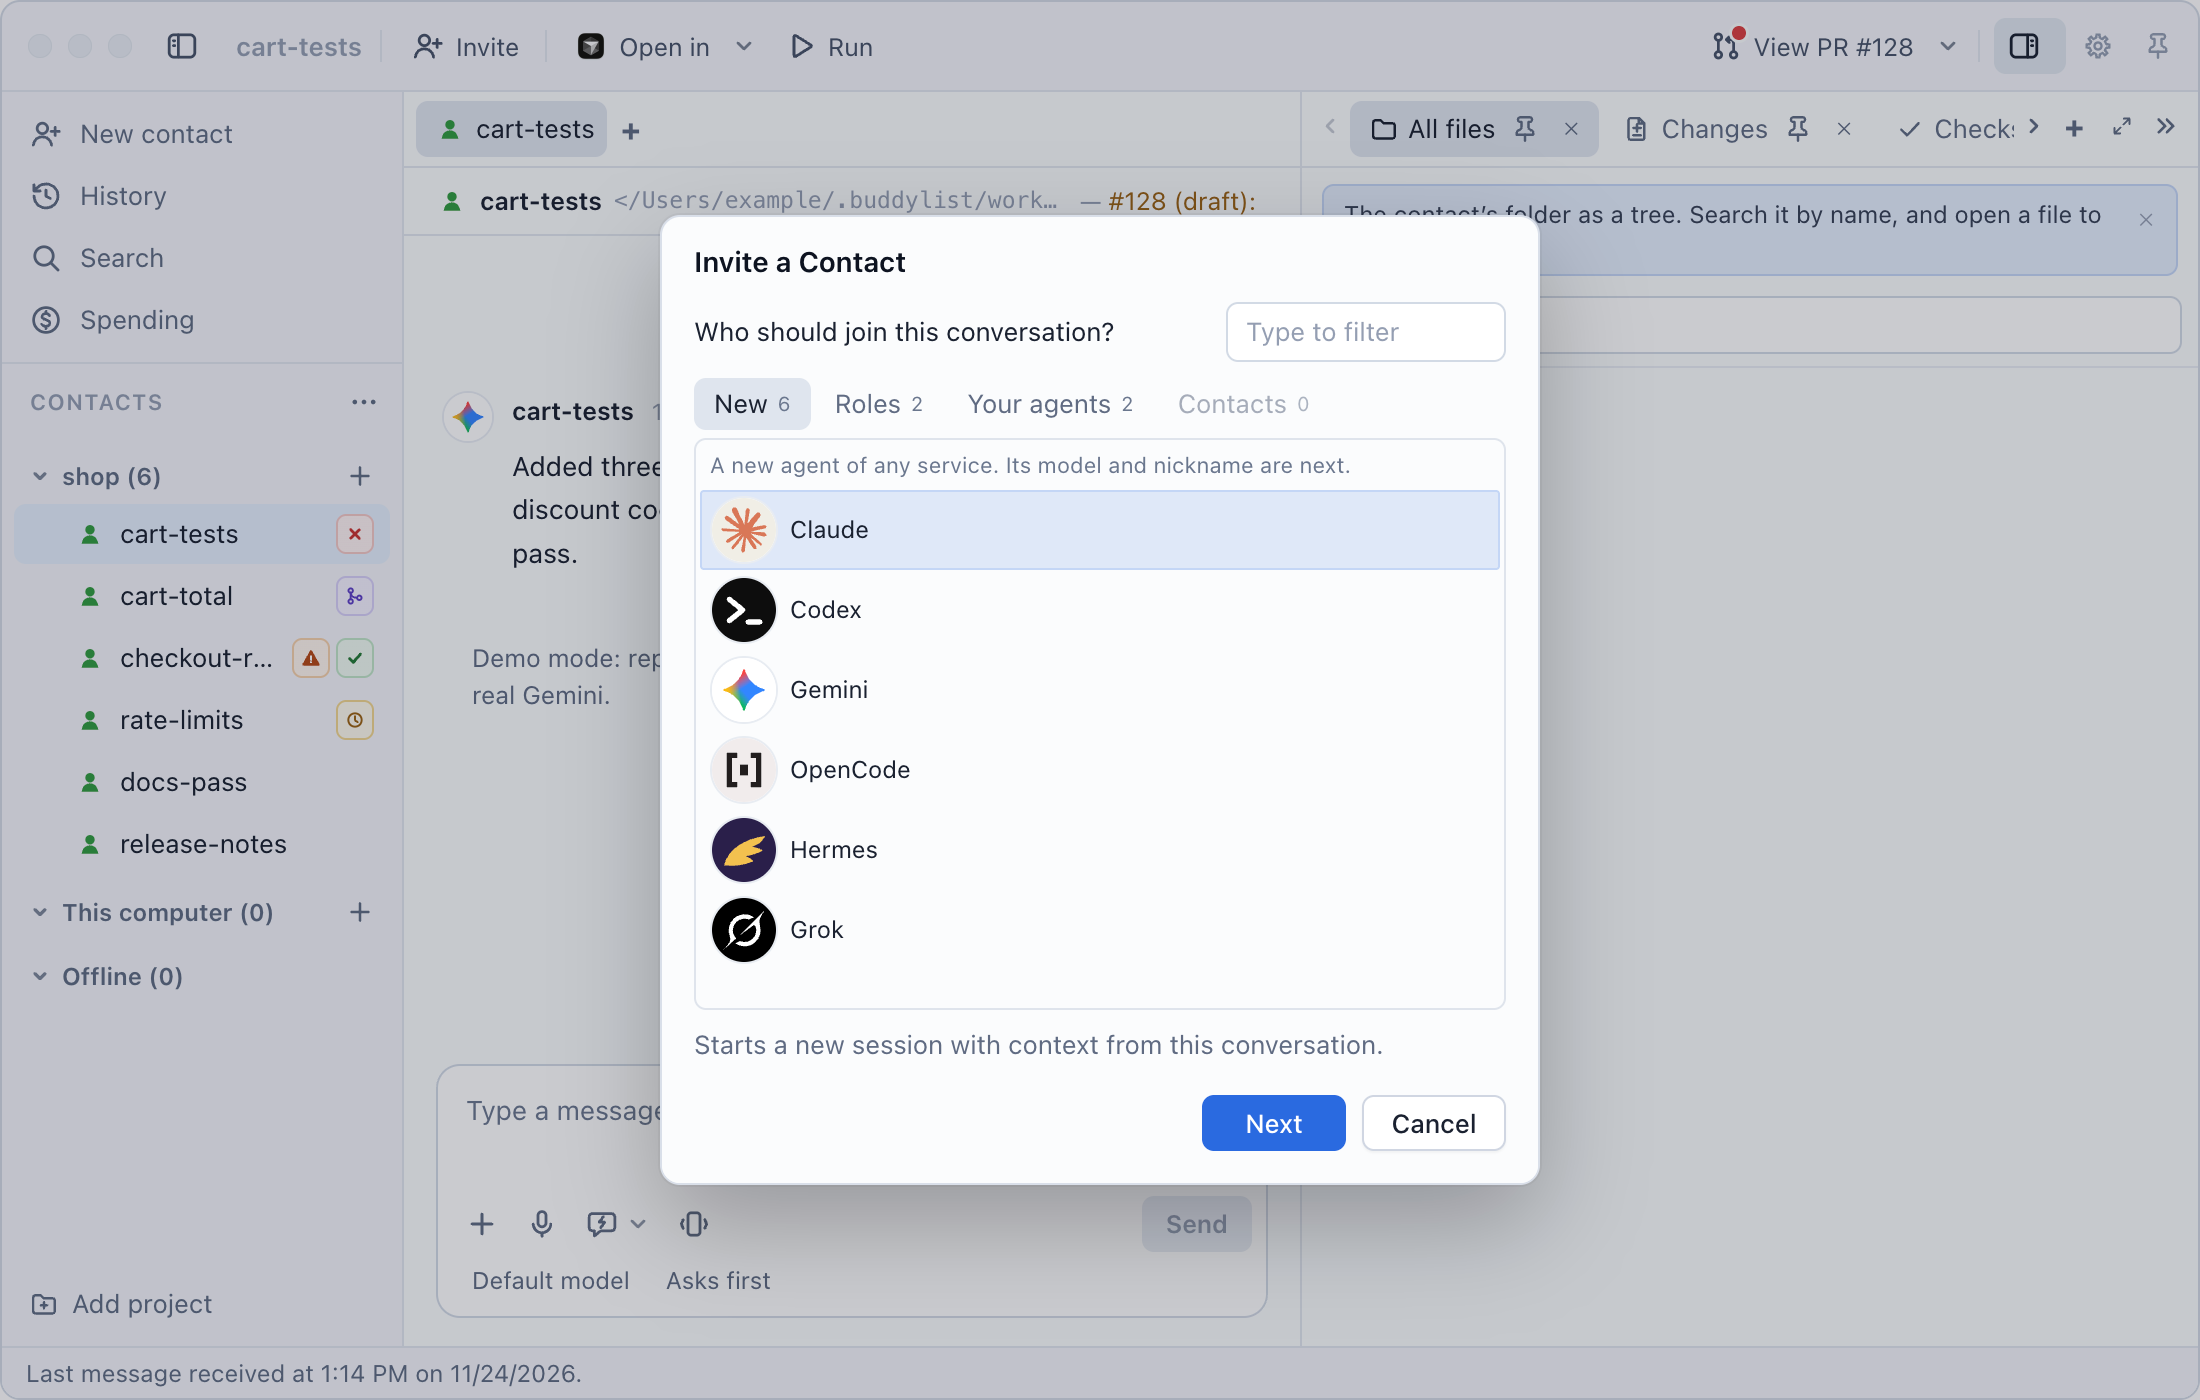 cart-tests
Invite
Open in
Run
View PR #128
New contact
History
Search
Spending
CONTACTS
shop (6)
cart-tests
cart-total
checkout-r...
rate-limits
docs-pass
release-notes
This computer (0)
Offline (0)
Add project
cart-tests
cart-tests </Users/example/.buddylist/work… — #128 (draft):
cart-tests
Added three
discount
pass.
Demo mode:
real Gemini.
Type a message
Send
Default model
Asks first
All files
Changes
Checks
The contact's folder as a tree. Search it by name, and open a file to
Invite a Contact
Who should join this conversation?
Type to filter
New 6
Roles 2
Your agents 2
Contacts 0
A new agent of any service. Its model and nickname are next.
Claude
Codex
Gemini
OpenCode
Hermes
Grok
Starts a new session with context from this conversation.
Next
Cancel
Last message received at 1:14 PM on 11/24/2026.